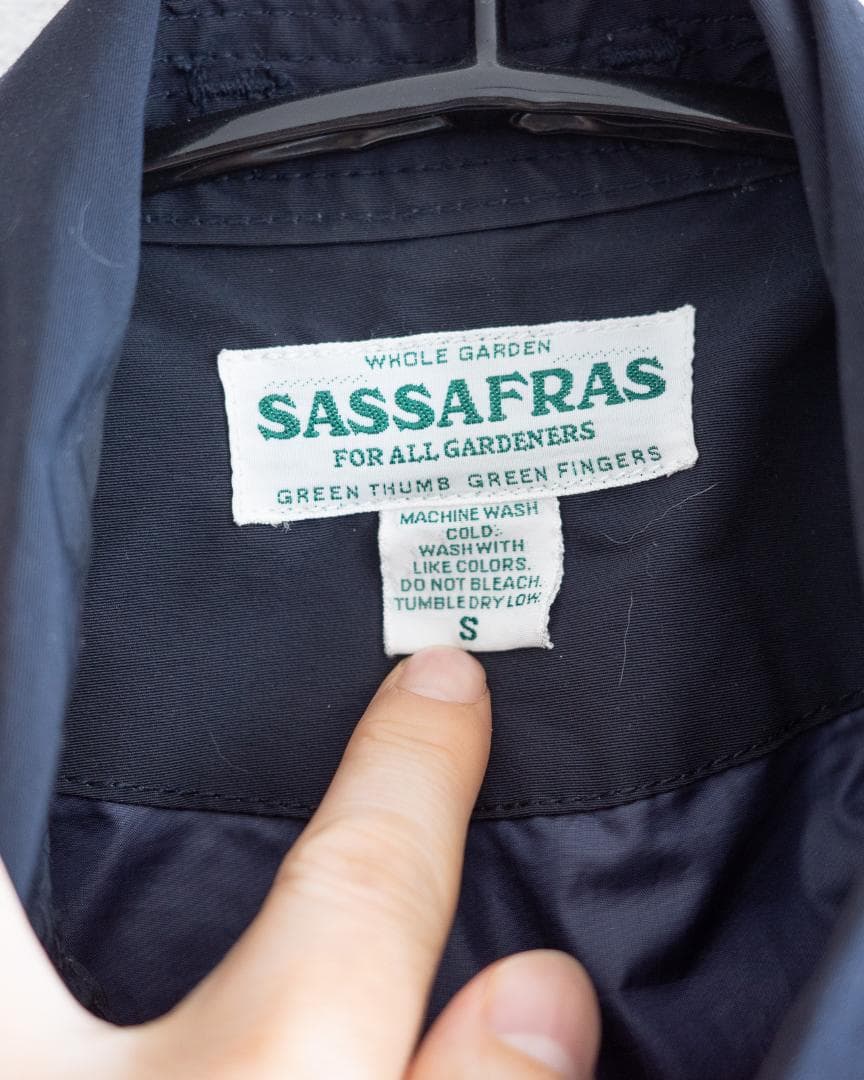 WHOLE GARDEN
SASSAFRAS
FOR ALL GARDENERS
GREEN THUMB GREEN FINGERS
MACHINE WASH
COLD:
WASH WITH
LIKE COLORS.
DO NOT BLEACH.
TUMBLE DRY LOW.
S